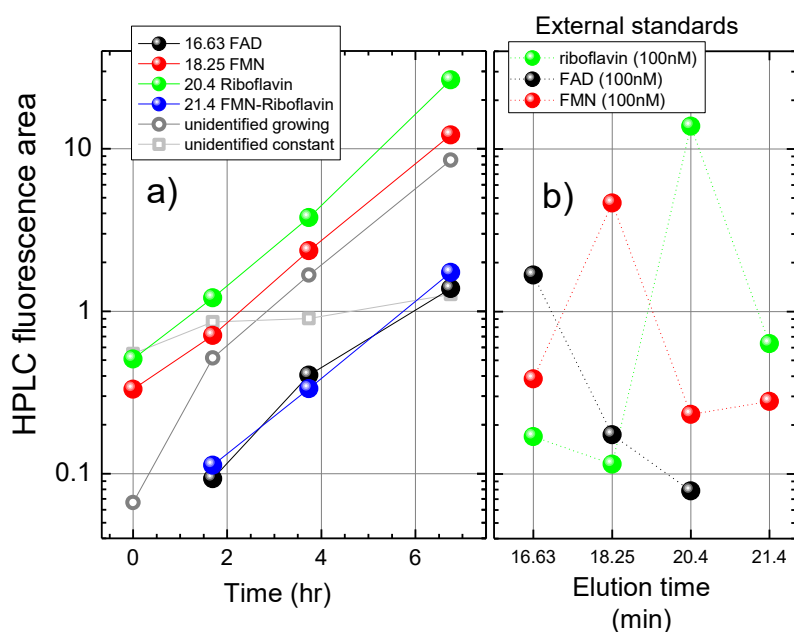 External standards
16.63 FAD
18.25 FMN
20.4 Riboflavin
21.4 FMN-Riboflavin
unidentified growing
unidentified constant
riboflavin (100nM)
FAD (100nM)
FMN (100nM)
a)
b)
HPLC fluorescence area
10
1
0.1
0 2 4 6
Time (hr)
16.63 18.25 20.4 21.4
Elution time
(min)